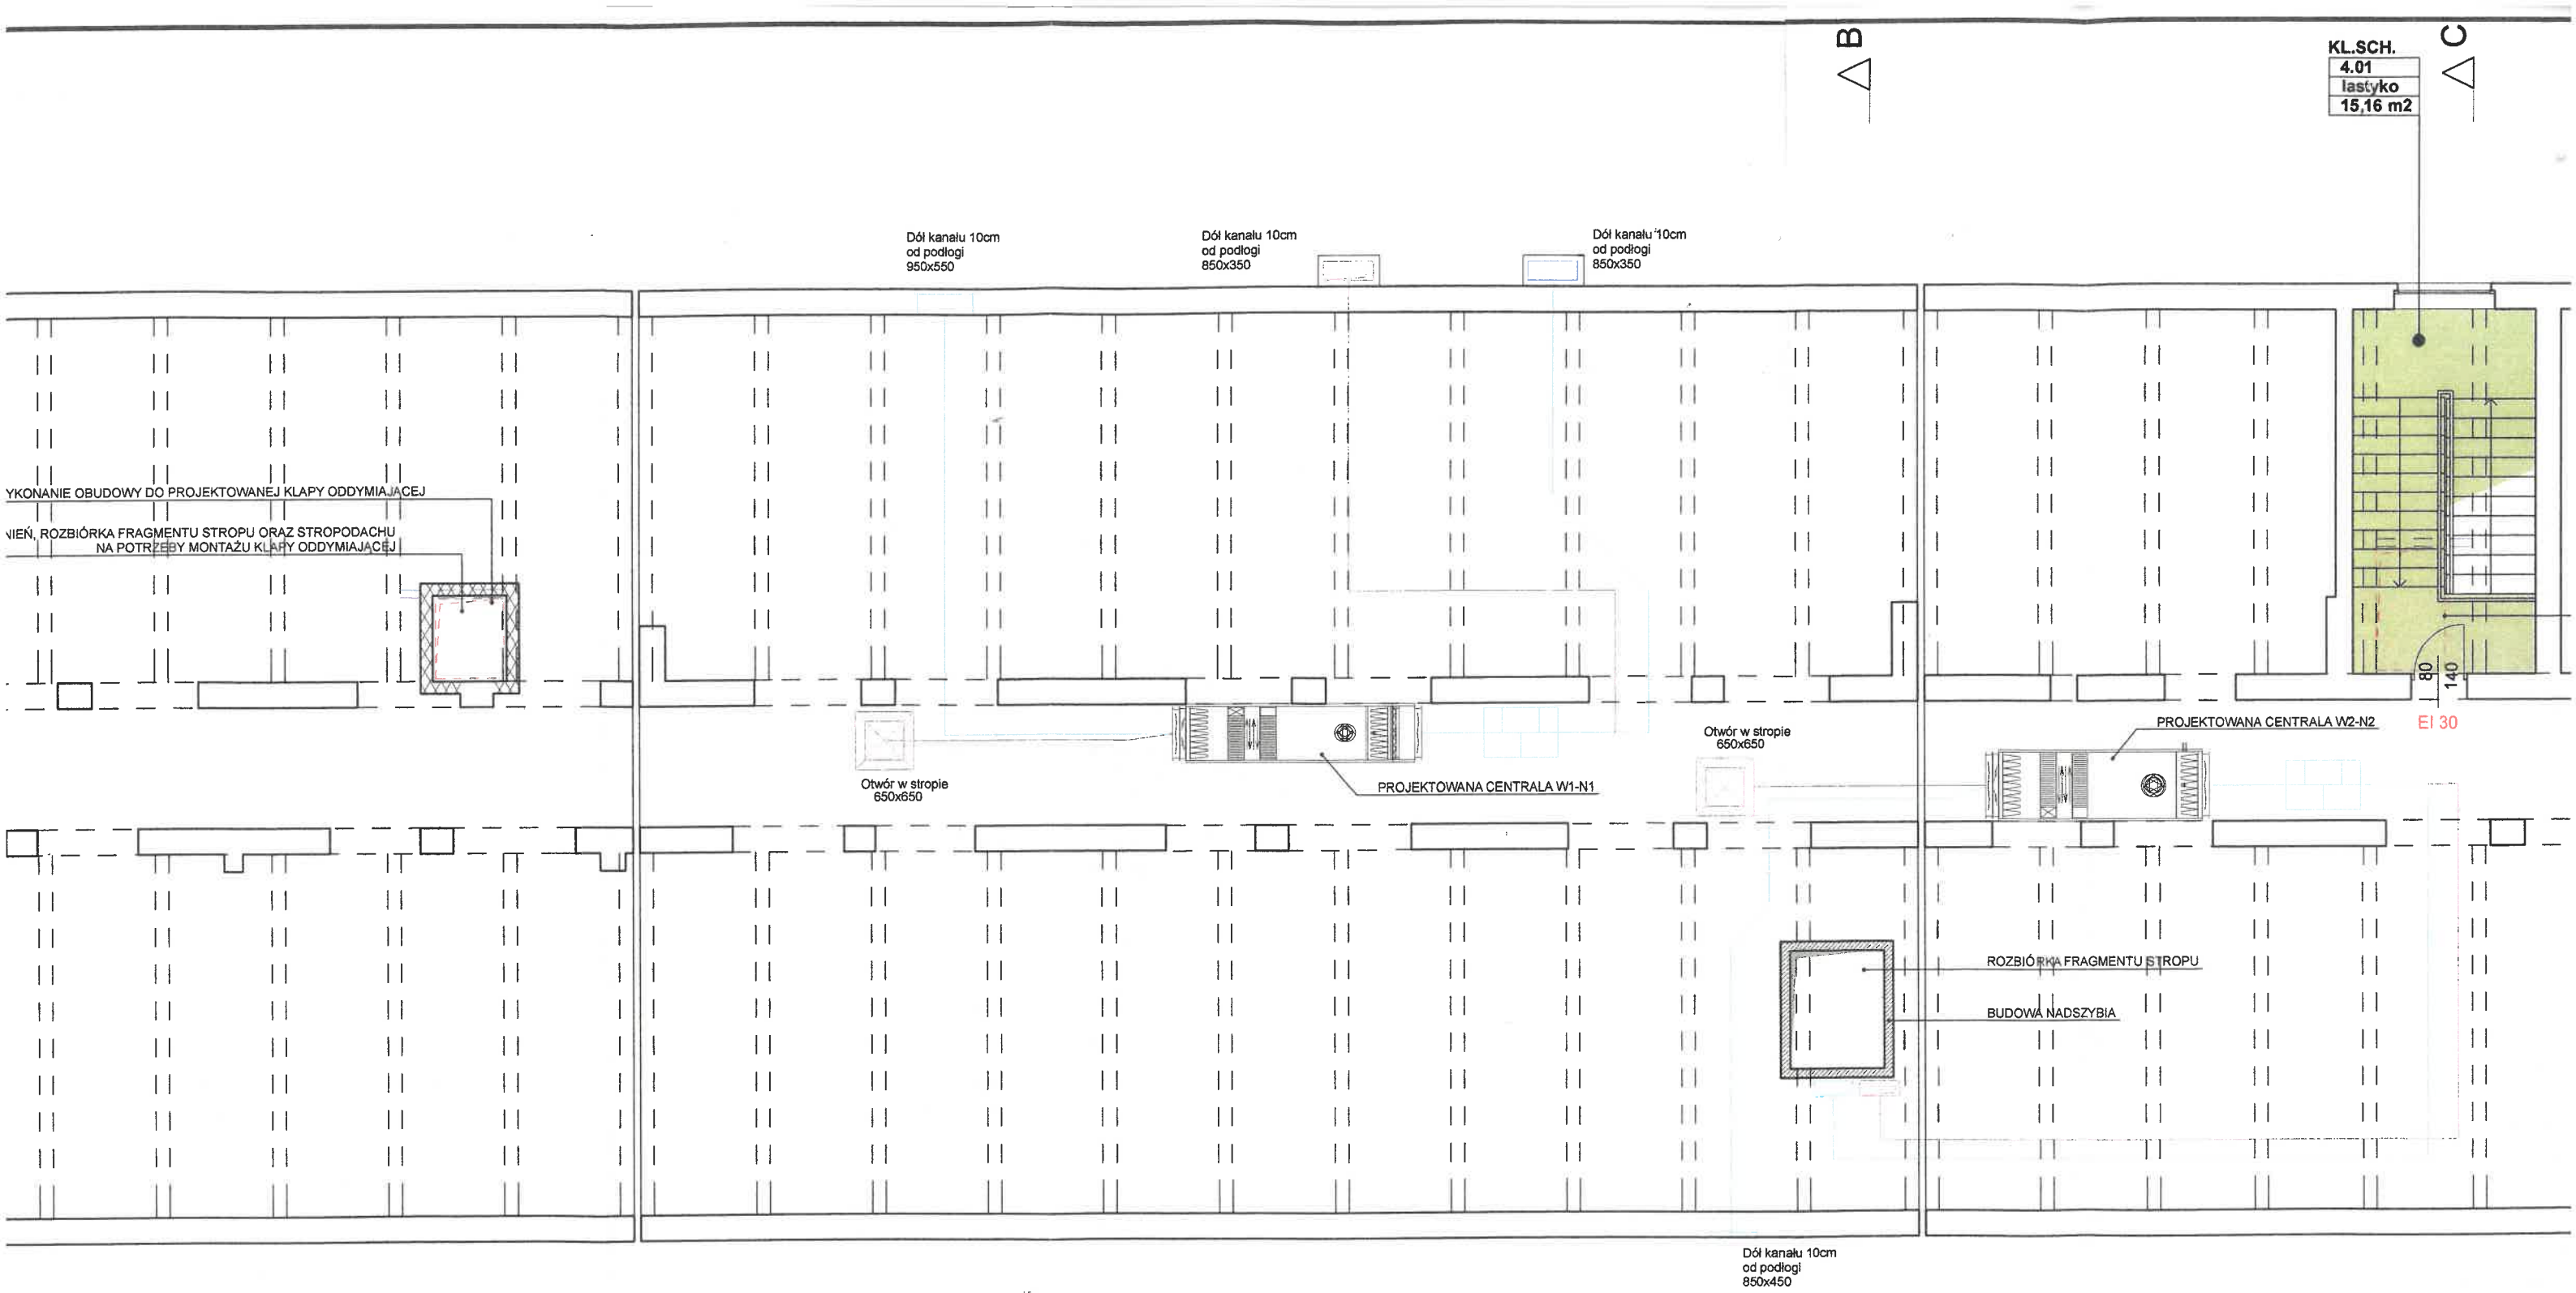 B
C
KL.SCH.
4.01
lastyko
15,16 m2
Dół kanału 10cm
od podłogi
950x550
Dół kanału 10cm
od podłogi
850x350
Dół kanału 10cm
od podłogi
850x350
YKONANIE OBUDOWY DO PROJEKTOWANEJ KLAPY ODDYMIAJĄCEJ
NIEŃ, ROZBIÓRKA FRAGMENTU STROPU ORAZ STROPODACHU
NA POTRZEBY MONTAŻU KLAPY ODDYMIAJĄCEJ
80
140
EI 30
PROJEKTOWANA CENTRALA W2-N2
Otwór w stropie
650x650
Otwór w stropie
650x650
PROJEKTOWANA CENTRALA W1-N1
ROZBIÓRKA FRAGMENTU STROPU
BUDOWA NADSZYBIA
Dół kanału 10cm
od podłogi
850x450